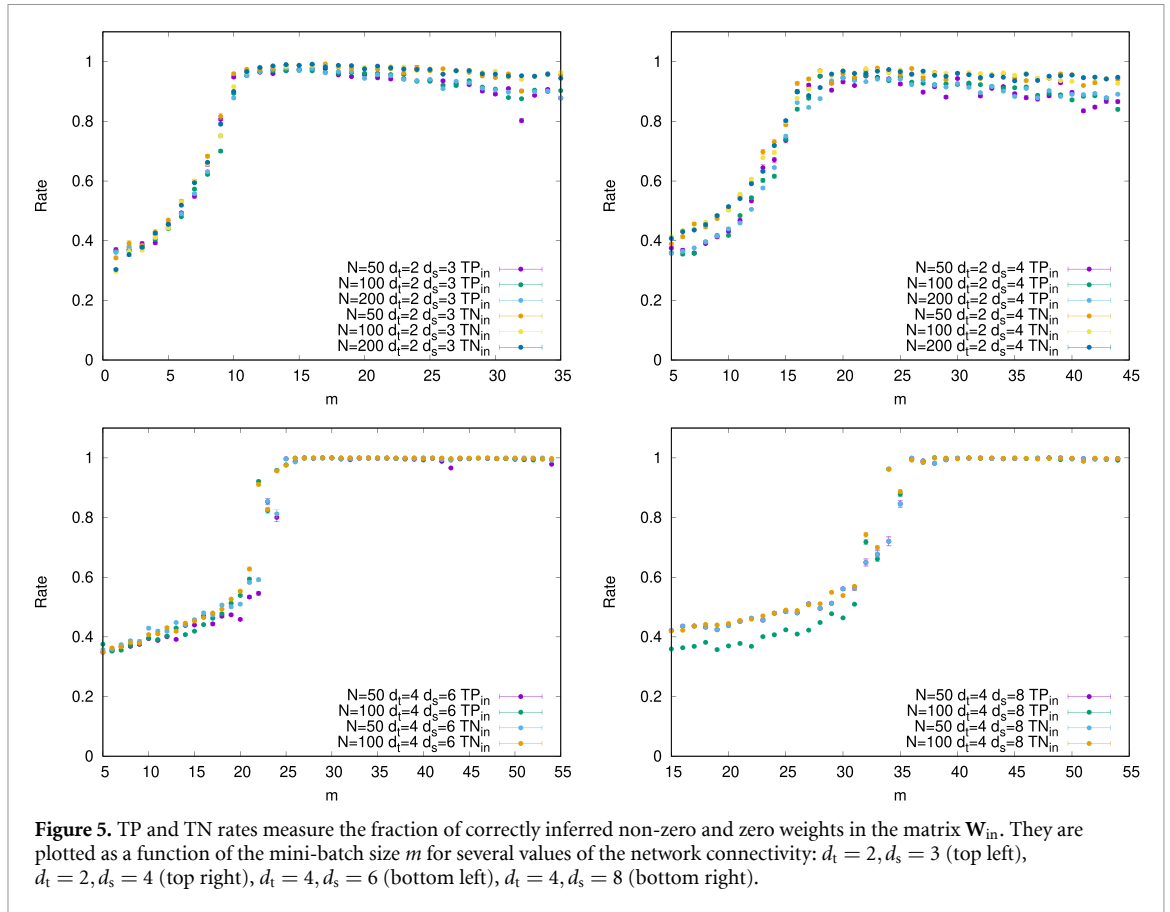 1
0.8
0.6
0.4
0.2
0
Rate
0 5 10 15 20 25 30 35
m
N=50 dt=2 ds=3 TPin
N=100 dt=2 ds=3 TPin
N=200 dt=2 ds=3 TPin
N=50 dt=2 ds=3 TNin
N=100 dt=2 ds=3 TNin
N=200 dt=2 ds=3 TNin
1
0.8
0.6
0.4
0.2
0
Rate
5 10 15 20 25 30 35 40 45
m
N=50 dt=2 ds=4 TPin
N=100 dt=2 ds=4 TPin
N=200 dt=2 ds=4 TPin
N=50 dt=2 ds=4 TNin
N=100 dt=2 ds=4 TNin
N=200 dt=2 ds=4 TNin
1
0.8
0.6
0.4
0.2
0
Rate
5 10 15 20 25 30 35 40 45 50 55
m
N=50 dt=4 ds=6 TPin
N=100 dt=4 ds=6 TPin
N=50 dt=4 ds=6 TNin
N=100 dt=4 ds=6 TNin
1
0.8
0.6
0.4
0.2
0
Rate
15 20 25 30 35 40 45 50 55
m
N=50 dt=4 ds=8 TPin
N=100 dt=4 ds=8 TPin
N=50 dt=4 ds=8 TNin
N=100 dt=4 ds=8 TNin
Figure 5. TP and TN rates measure the fraction of correctly inferred non-zero and zero weights in the matrix Win. They are
plotted as a function of the mini-batch size m for several values of the network connectivity: dt = 2, ds = 3 (top left),
dt = 2, ds = 4 (top right), dt = 4, ds = 6 (bottom left), dt = 4, ds = 8 (bottom right).